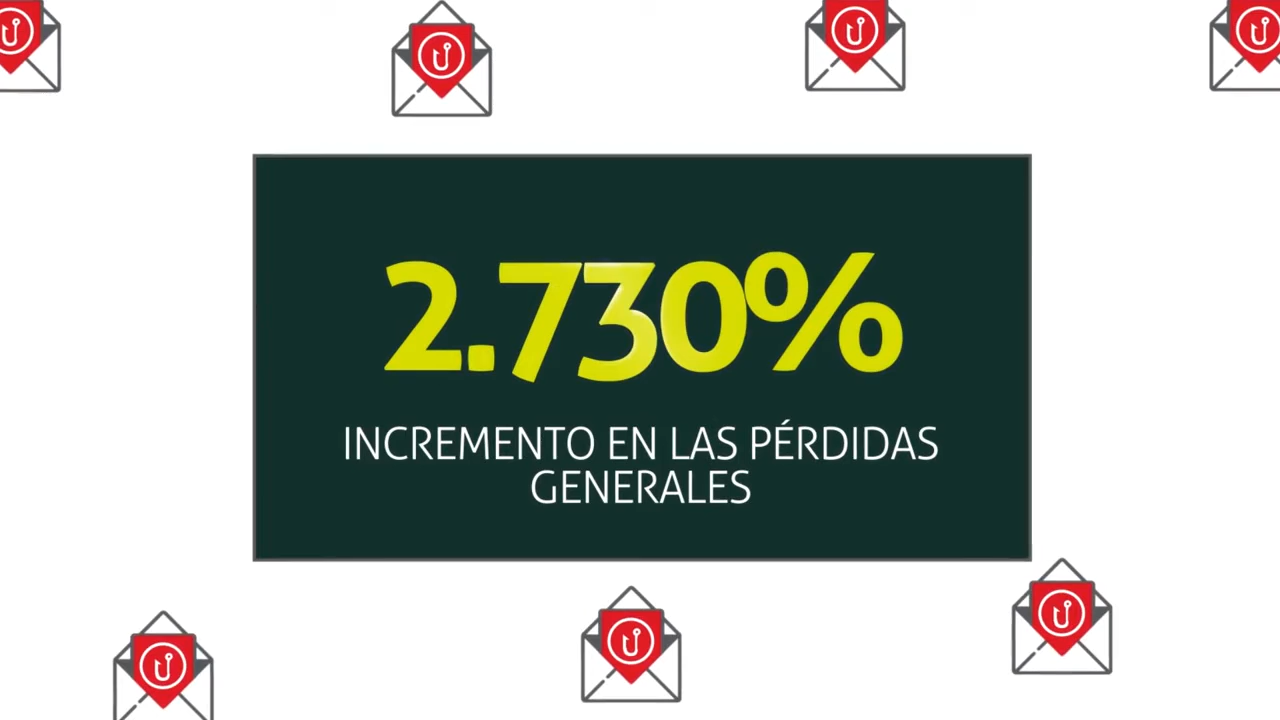 2.730%
INCREMENTO EN LAS PÉRDIDAS
GENERALES